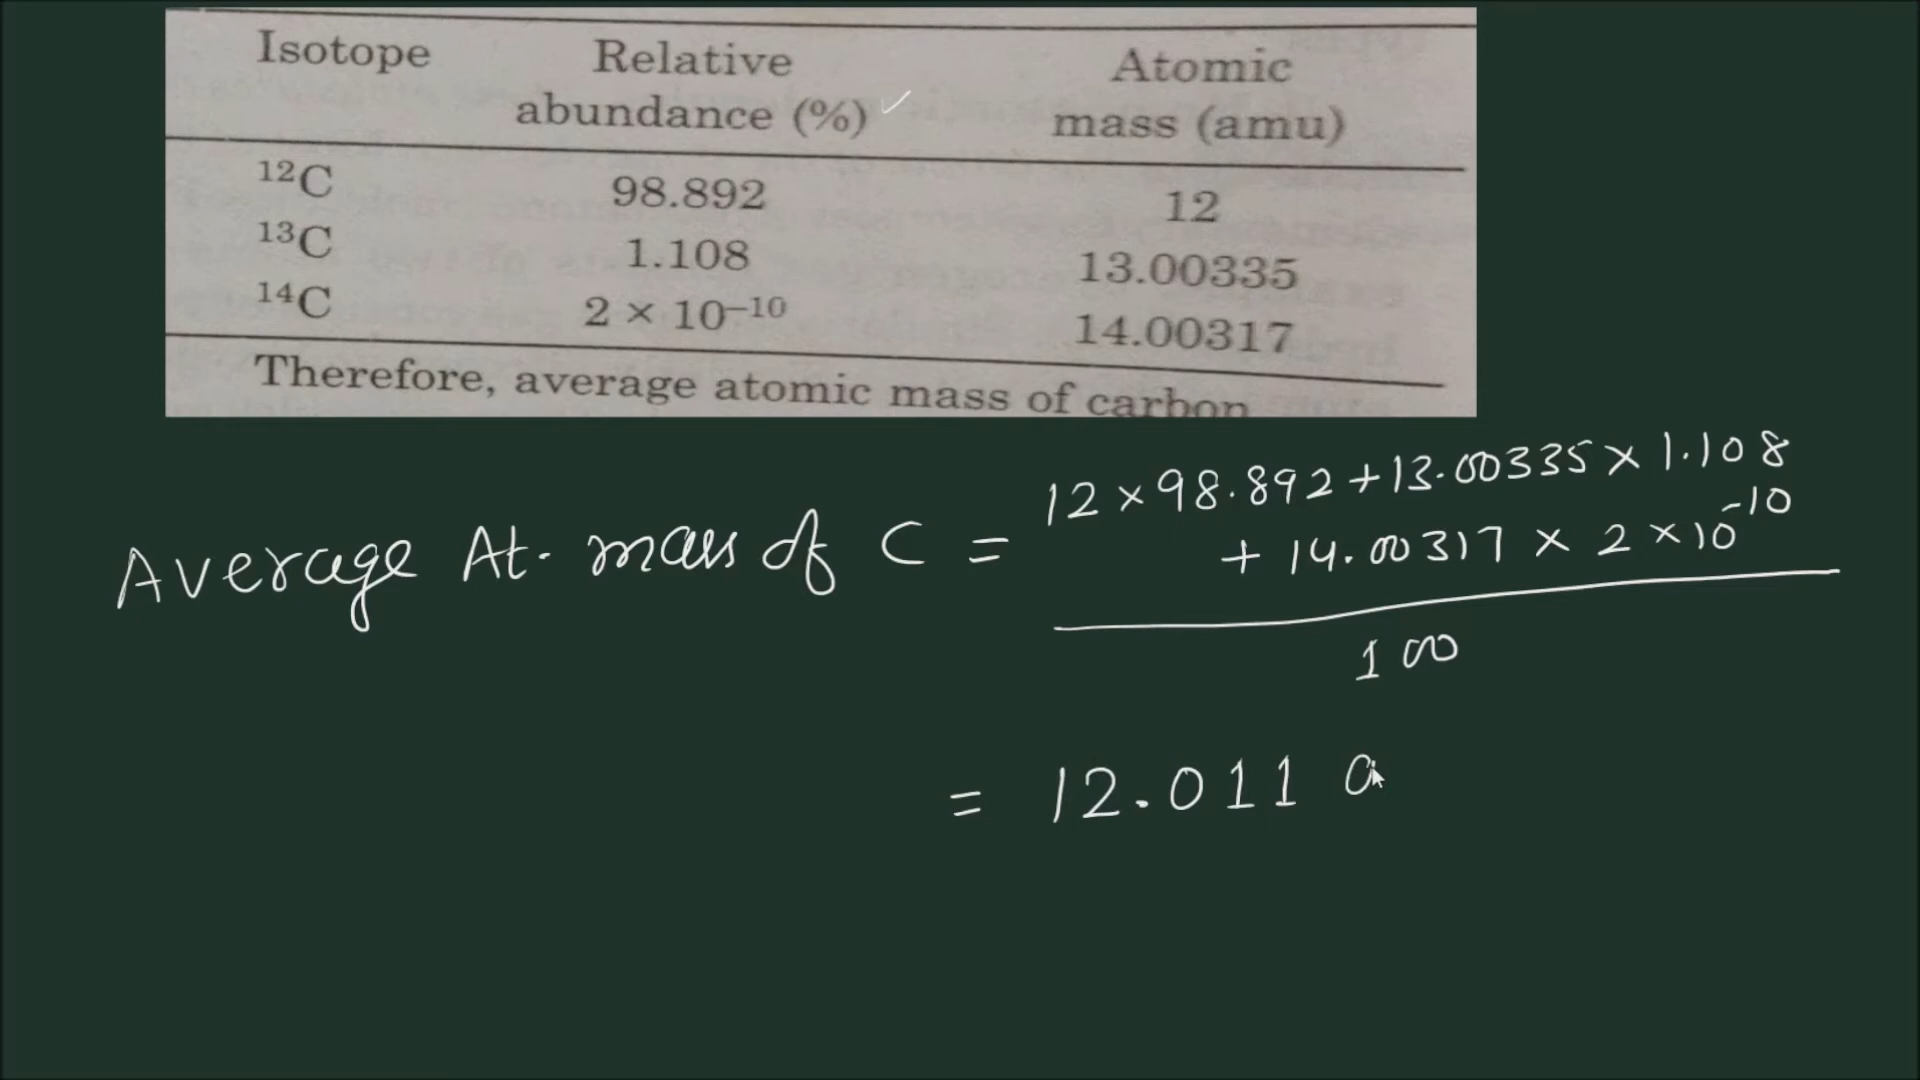 Isotope Relative Atomic
abundance (%) mass (amu)
¹²C 98.892 12
¹³C 1.108 13.00335
¹⁴C 2 × 10⁻¹⁰ 14.00317
Therefore, average atomic mass of carbon
Average At. mass of C = 12 × 98.892 + 13.00335 × 1.108
+ 14.00317 × 2 × 10⁻¹⁰
100
= 12.011 a